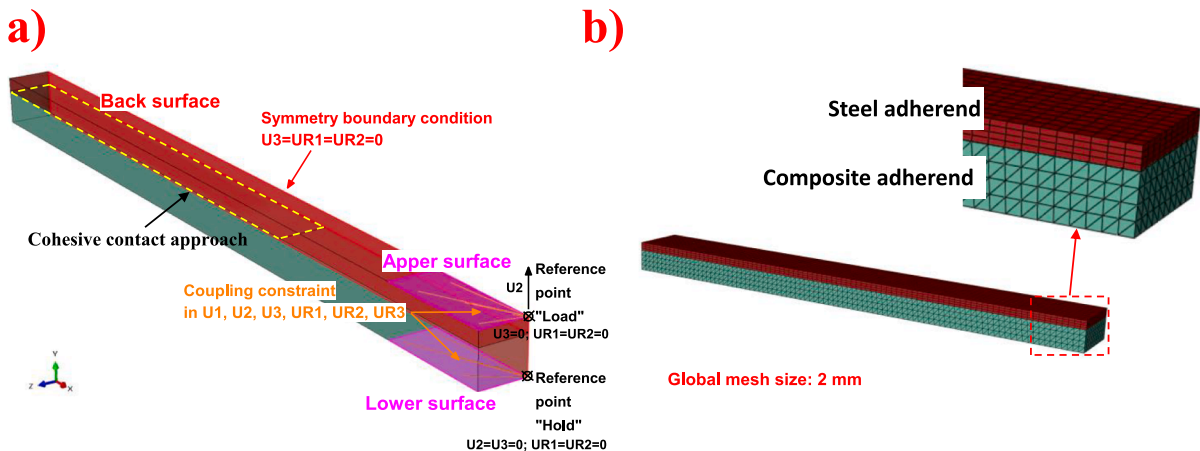 a)
Back surface
Symmetry boundary condition
U3=UR1=UR2=0
Cohesive contact approach
Apper surface
Coupling constraint
in U1, U2, U3, UR1, UR2, UR3
U2
Reference
point
"Load"
U3=0; UR1=UR2=0
Reference
point
"Hold"
U2=U3=0; UR1=UR2=0
Lower surface
Y
Z
X
b)
Steel adherend
Composite adherend
Global mesh size: 2 mm